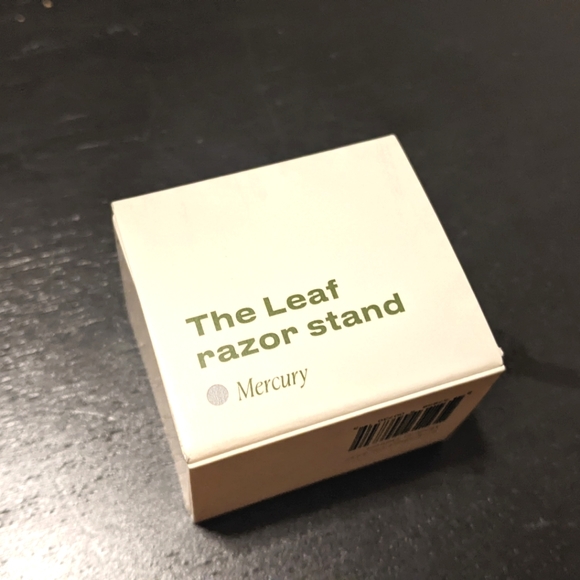 The Leaf
razor stand
Mercury